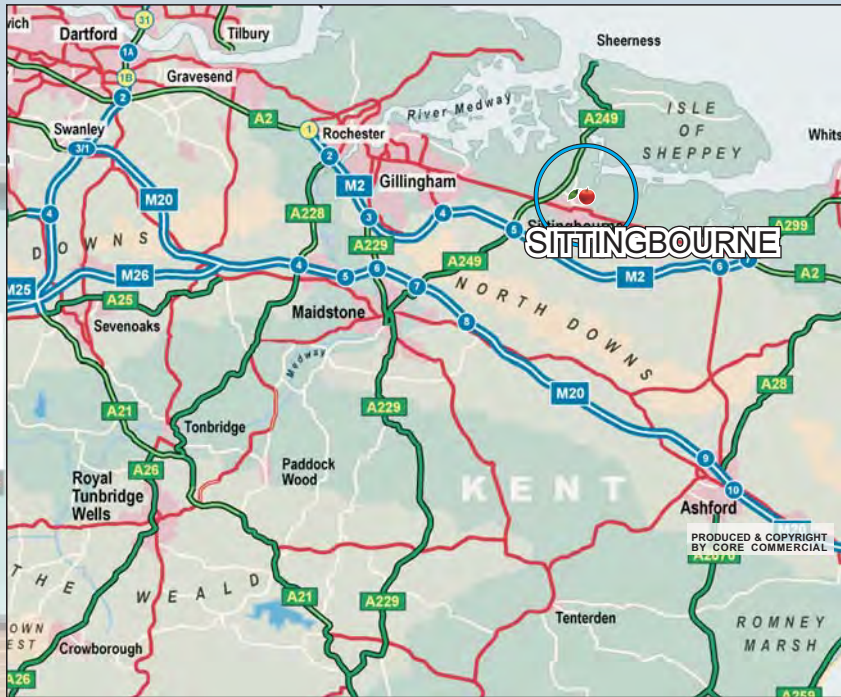 31
Dartford
Tilbury
1A
1B
Gravesend
2
Sheerness
River Medway
A2
1
Rochester
A249
ISLE
OF
SHEPPEY
Swanley
3/1
2
M20
M2
Gillingham
4
A228
3
4
5
A299
DOWNS
A229
SITTINGBOURNE
A249
M26
4
5
6
7
M2
6
7
A2
M25
A25
Sevenoaks
Maidstone
NORTH DOWNS
8
Medway
M20
A28
A21
A229
Tonbridge
9
A26
Paddock
Wood
KENT
10
Royal
Tunbridge
Wells
Ashford
M20
PRODUCED & COPYRIGHT
BY CORE COMMERCIAL
THE WEALD
A21
A229
Tenterden
ROMNEY
MARSH
Crowborough
A26
A259